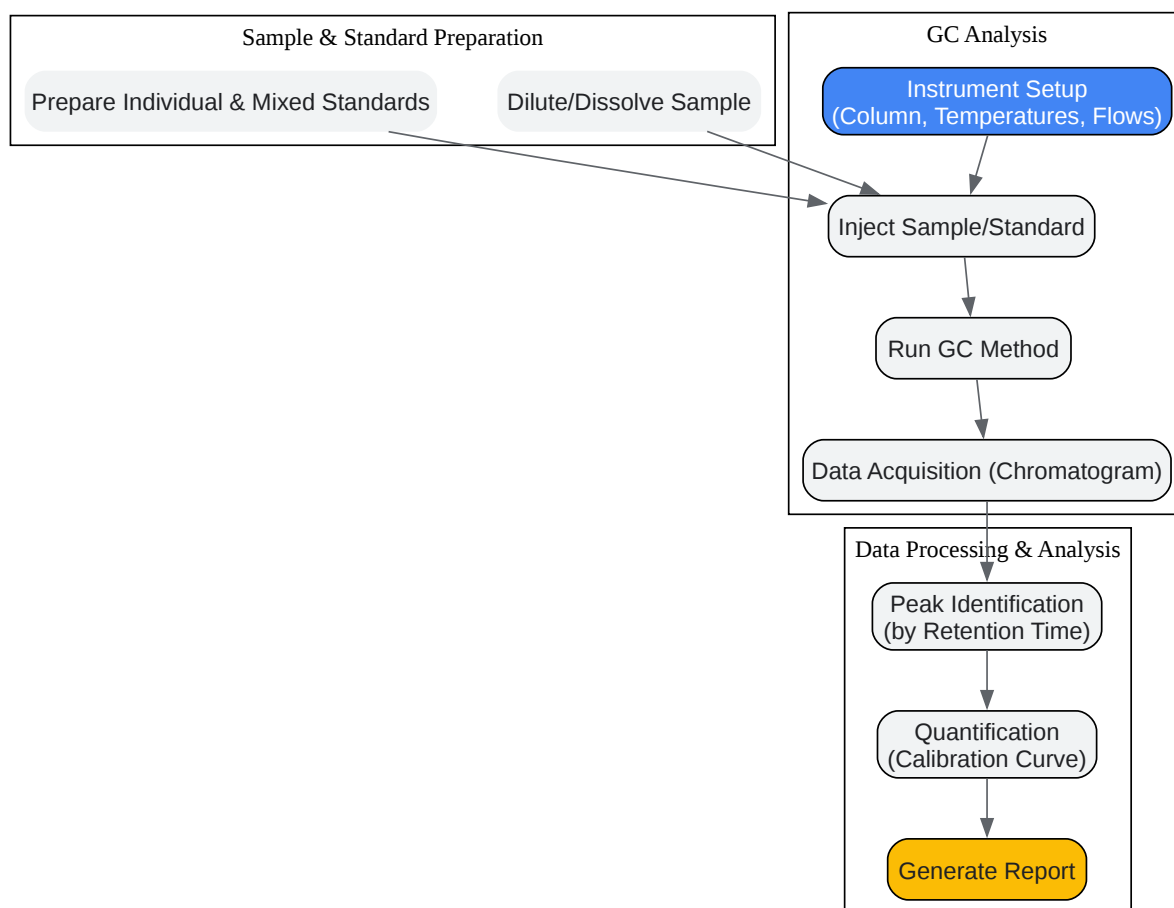 Sample & Standard Preparation
Prepare Individual & Mixed Standards
Dilute/Dissolve Sample
GC Analysis
Instrument Setup
(Column, Temperatures, Flows)
Inject Sample/Standard
Run GC Method
Data Acquisition (Chromatogram)
Data Processing & Analysis
Peak Identification
(by Retention Time)
Quantification
(Calibration Curve)
Generate Report